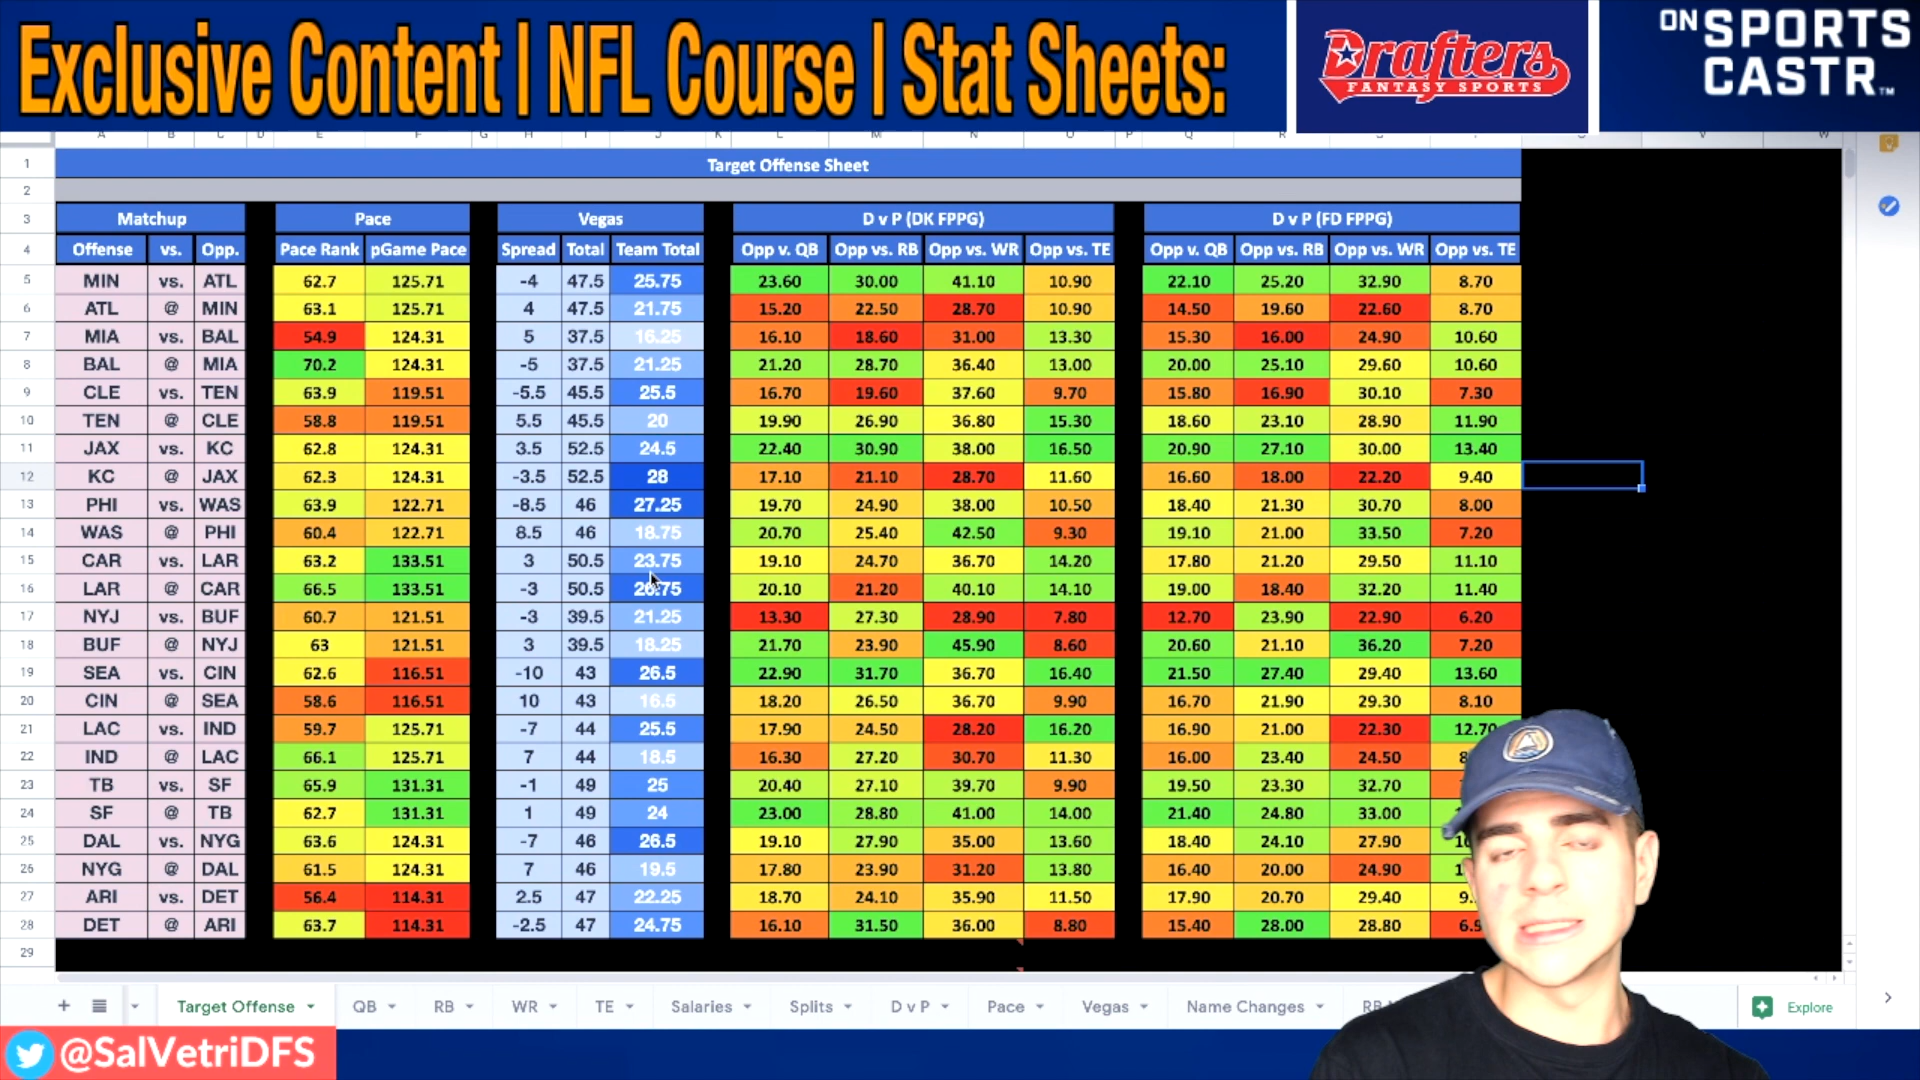 Exclusive Content | NFL Course | Stat Sheets:
Drafters
FANTASY SPORTS
ON SPORTS
CASTR™
1 Target Offense Sheet
2
3 Matchup Pace Vegas D v P (DK FPPG) D v P (FD FPPG)
4 Offense vs. Opp. Pace Rank pGame Pace Spread Total Team Total Opp v. QB Opp vs. RB Opp vs. WR Opp vs. TE Opp v. QB Opp vs. RB Opp vs. WR Opp vs. TE
5 MIN vs. ATL 62.7 125.71 -4 47.5 25.75 23.60 30.00 41.10 10.90 22.10 25.20 32.90 8.70
6 ATL @ MIN 63.1 125.71 4 47.5 21.75 15.20 22.50 28.70 10.90 14.50 19.60 22.60 8.70
7 MIA vs. BAL 54.9 124.31 5 37.5 16.25 16.10 18.60 31.00 13.30 15.30 16.00 24.90 10.60
8 BAL @ MIA 70.2 124.31 -5 37.5 21.25 21.20 28.70 36.40 13.00 20.00 25.10 29.60 10.60
9 CLE vs. TEN 63.9 119.51 -5.5 45.5 25.5 16.70 19.60 37.60 9.70 15.80 16.90 30.10 7.30
10 TEN @ CLE 58.8 119.51 5.5 45.5 20 19.90 26.90 36.80 15.30 18.60 23.10 28.90 11.90
11 JAX vs. KC 62.8 124.31 3.5 52.5 24.5 22.40 30.90 38.00 16.50 20.90 27.10 30.00 13.40
12 KC @ JAX 62.3 124.31 -3.5 52.5 28 17.10 21.10 28.70 11.60 16.60 18.00 22.20 9.40
13 PHI vs. WAS 63.9 122.71 -8.5 46 27.25 19.70 24.90 38.00 10.50 18.40 21.30 30.70 8.00
14 WAS @ PHI 60.4 122.71 8.5 46 18.75 20.70 25.40 42.50 9.30 19.10 21.00 33.50 7.20
15 CAR vs. LAR 63.2 133.51 3 50.5 23.75 19.10 24.70 36.70 14.20 17.80 21.20 29.50 11.10
16 LAR @ CAR 66.5 133.51 -3 50.5 26.75 20.10 21.20 40.10 14.10 19.00 18.40 32.20 11.40
17 NYJ vs. BUF 60.7 121.51 -3 39.5 21.25 13.30 27.30 28.90 7.80 12.70 23.90 22.90 6.20
18 BUF @ NYJ 63 121.51 3 39.5 18.25 21.70 23.90 45.90 8.60 20.60 21.10 36.20 7.20
19 SEA vs. CIN 62.6 116.51 -10 43 26.5 22.90 31.70 36.70 16.40 21.50 27.40 29.40 13.60
20 CIN @ SEA 58.6 116.51 10 43 16.5 18.20 26.50 36.70 9.90 16.70 21.90 29.30 8.10
21 LAC vs. IND 59.7 125.71 -7 44 25.5 17.90 24.50 28.20 16.20 16.90 21.00 22.30 12.70
22 IND @ LAC 66.1 125.71 7 44 18.5 16.30 27.20 30.70 11.30 16.00 23.40 24.50
23 TB vs. SF 65.9 131.31 -1 49 25 20.40 27.10 39.70 9.90 19.50 23.30 32.70
24 SF @ TB 62.7 131.31 1 49 24 23.00 28.80 41.00 14.00 21.40 24.80 33.00
25 DAL vs. NYG 63.6 124.31 -7 46 26.5 19.10 27.90 35.00 13.60 18.40 24.10 27.90
26 NYG @ DAL 61.5 124.31 7 46 19.5 17.80 23.90 31.20 13.80 16.40 20.00 24.90
27 ARI vs. DET 56.4 114.31 2.5 47 22.25 18.70 24.10 35.90 11.50 17.90 20.70 29.40
28 DET @ ARI 63.7 114.31 -2.5 47 24.75 16.10 31.50 36.00 8.80 15.40 28.00 28.80
29
+ Target Offense QB RB WR TE Salaries Splits D v P Pace Vegas Name Changes Explore
@SalVetriDFS